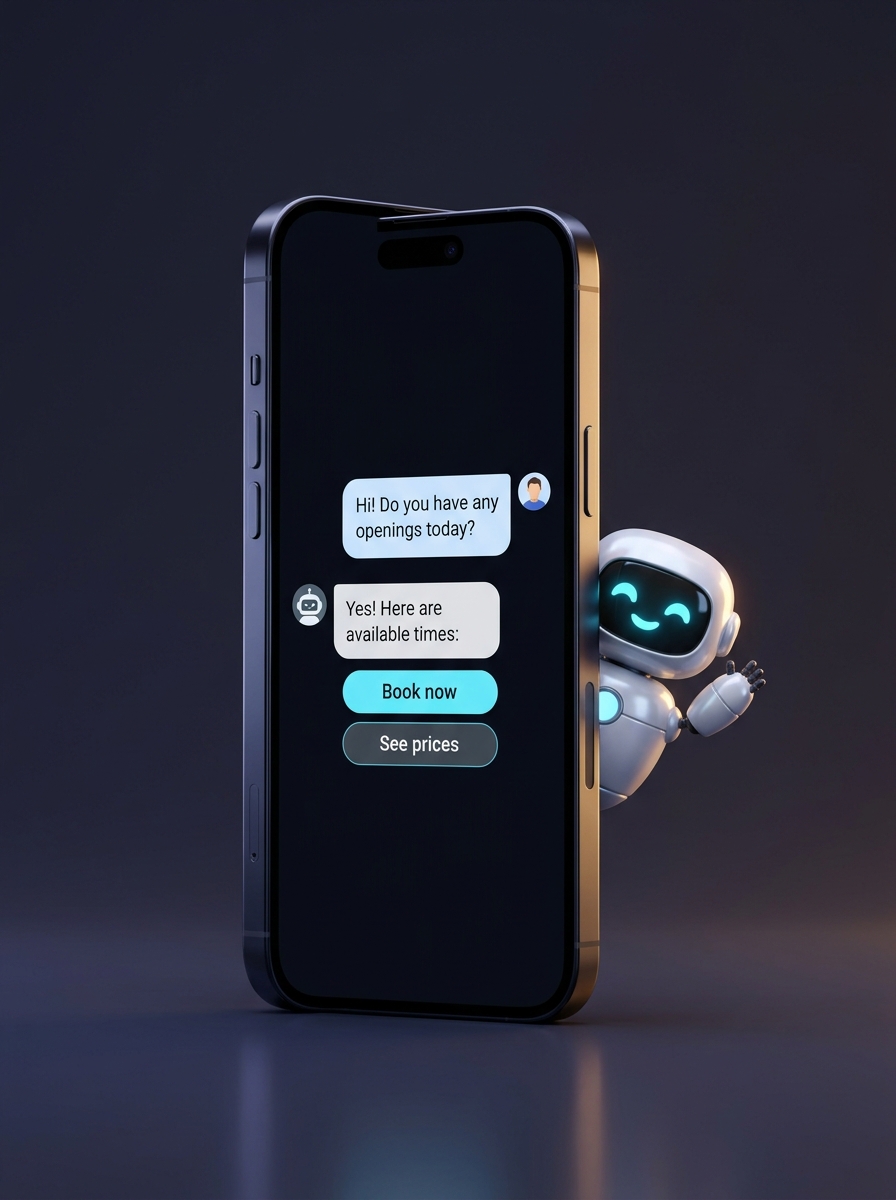 Hi! Do you have any
openings today?
Yes! Here are
available times:
Book now
See prices